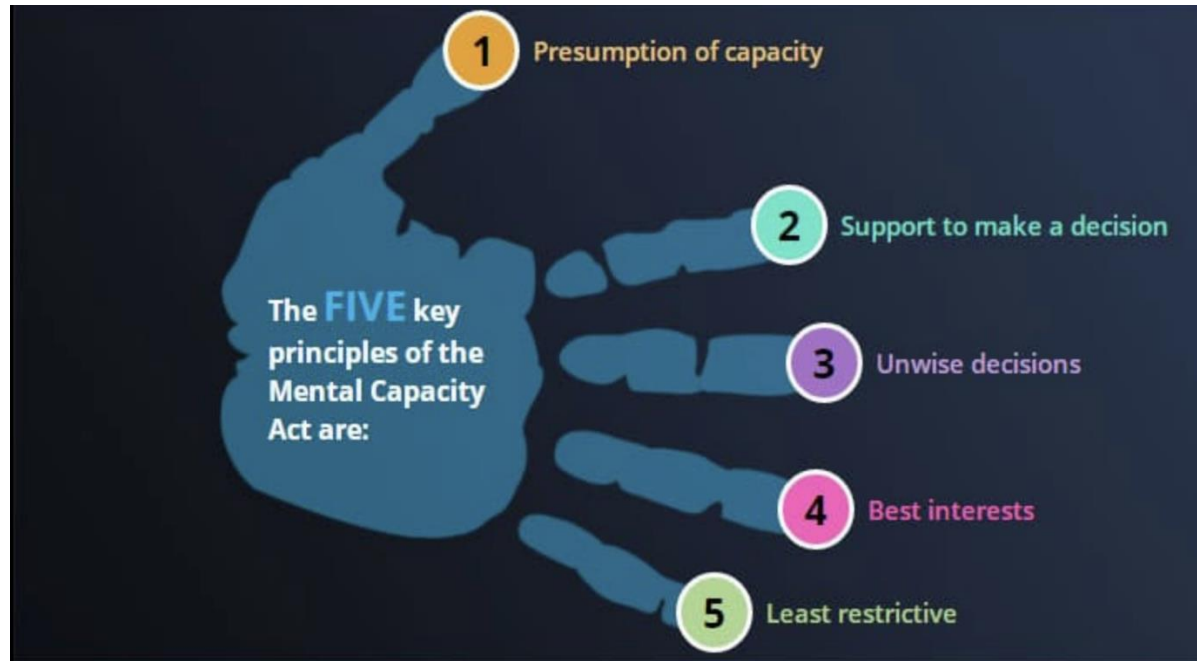 1 Presumption of capacity
2 Support to make a decision
The FIVE key
principles of the
Mental Capacity
Act are:
3 Unwise decisions
4 Best interests
5 Least restrictive